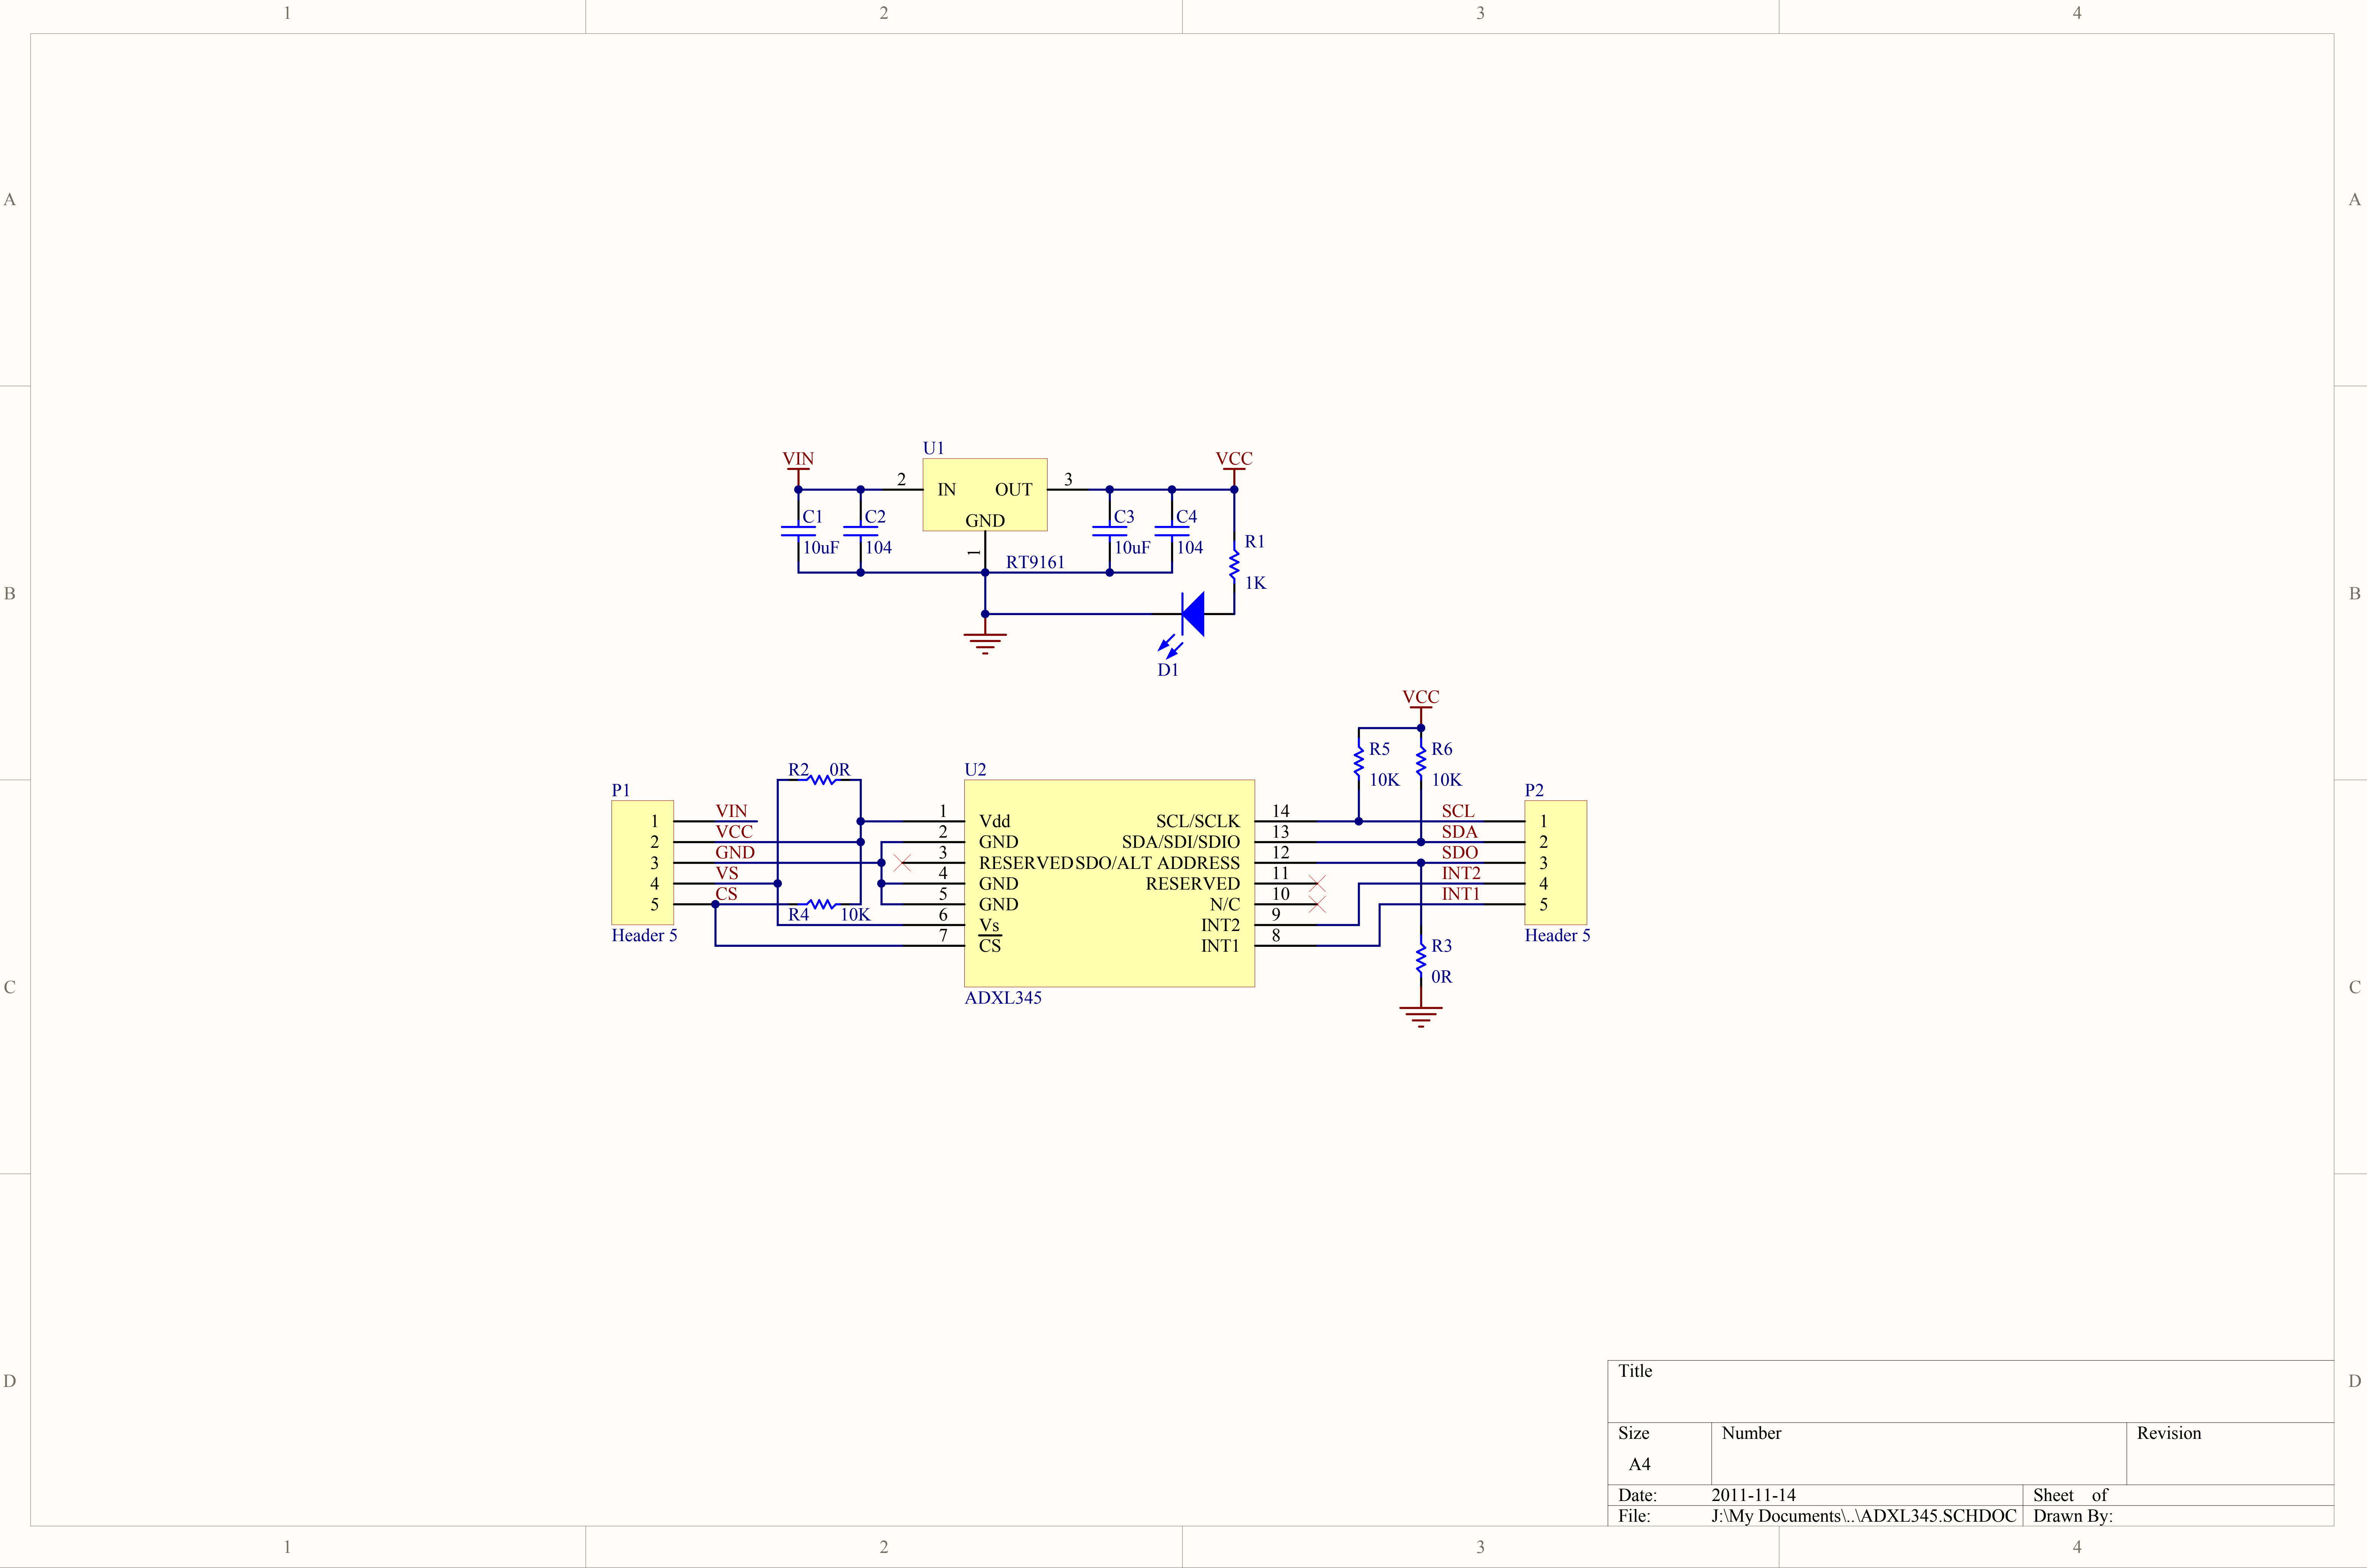 1 2 3 4
A A
B B
C C
D D
U1
VIN VCC
2 IN OUT 3
GND
1
C1 C2 C3 C4
10uF 104 10uF 104
R1
1K
RT9161
D1
VCC
R5 R6
10K 10K
R2 0R U2
P1 P2
1 VIN 1 Vdd SCL/SCLK 14 SCL 1
2 VCC 2 GND SDA/SDI/SDIO 13 SDA 2
3 GND 3 RESERVED SDO/ALT ADDRESS 12 SDO 3
4 VS 4 GND RESERVED 11 INT2 4
5 CS 5 GND N/C 10 INT1 5
R4 10K 6 Vs INT2 9
Header 5 7 CS INT1 8 R3 Header 5
0R
ADXL345
Title
Size Number Revision
A4
Date: 2011-11-14 Sheet of
File: J:\My Documents\..\ADXL345.SCHDOC Drawn By:
1 2 3 4